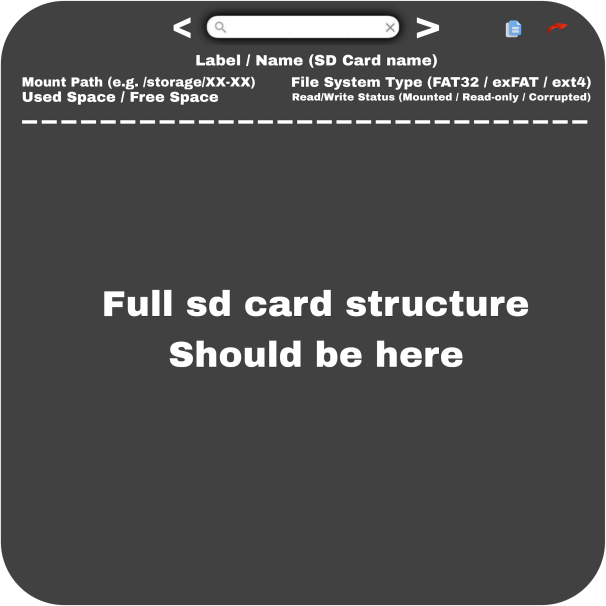 < >
Label / Name (SD Card name)
Mount Path (e.g. /storage/XX-XX) File System Type (FAT32 / exFAT / ext4)
Used Space / Free Space Read/Write Status (Mounted / Read-only / Corrupted)
Full sd card structure
Should be here